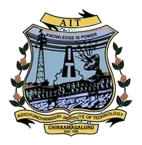 AIT
KNOWLEDGE IS POWER
ADICHUNCHANAGIRI INSTITUTE OF TECHNOLOGY
CHIKKAMAGALURU